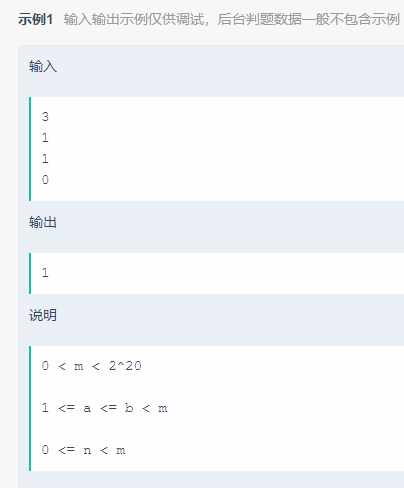 示例1 输入输出示例仅供调试，后台判题数据一般不包含示例
输入
3
1
1
0
输出
1
说明
0 < m < 2^20
1 <= a <= b < m
0 <= n < m